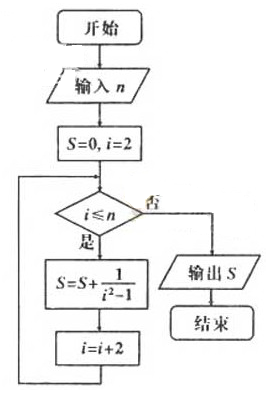 开始
输入 n
S=0, i=2
i≤n
否
是
S=S+1/(i²-1)
输出 S
i=i+2
结束